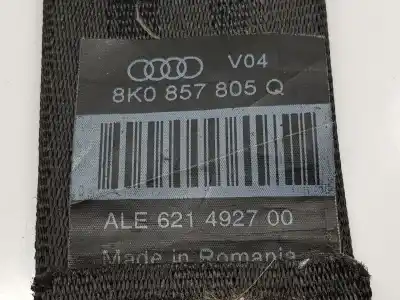 V04
8K0 857 805 Q
ALE 621 4927 00
Made in Romania